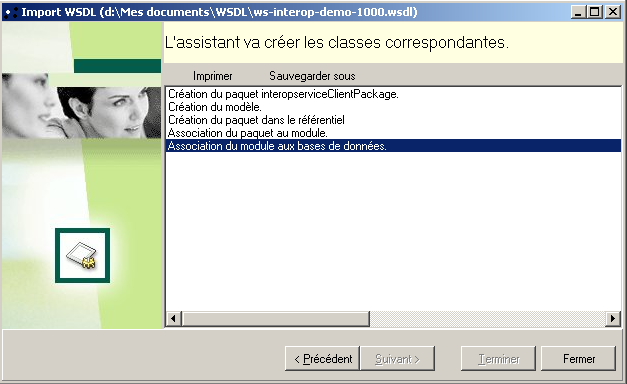 Import WSDL (d:\Mes documents\WSDL\ws-interop-demo-1000.wsdl)
L'assistant va créer les classes correspondantes.
Imprimer Sauvegarder sous
Création du paquet interopserviceClientPackage.
Création du modèle.
Création du paquet dans le référentiel
Association du paquet au module.
Association du module aux bases de données.
< Précédent Suivant > Terminer Fermer